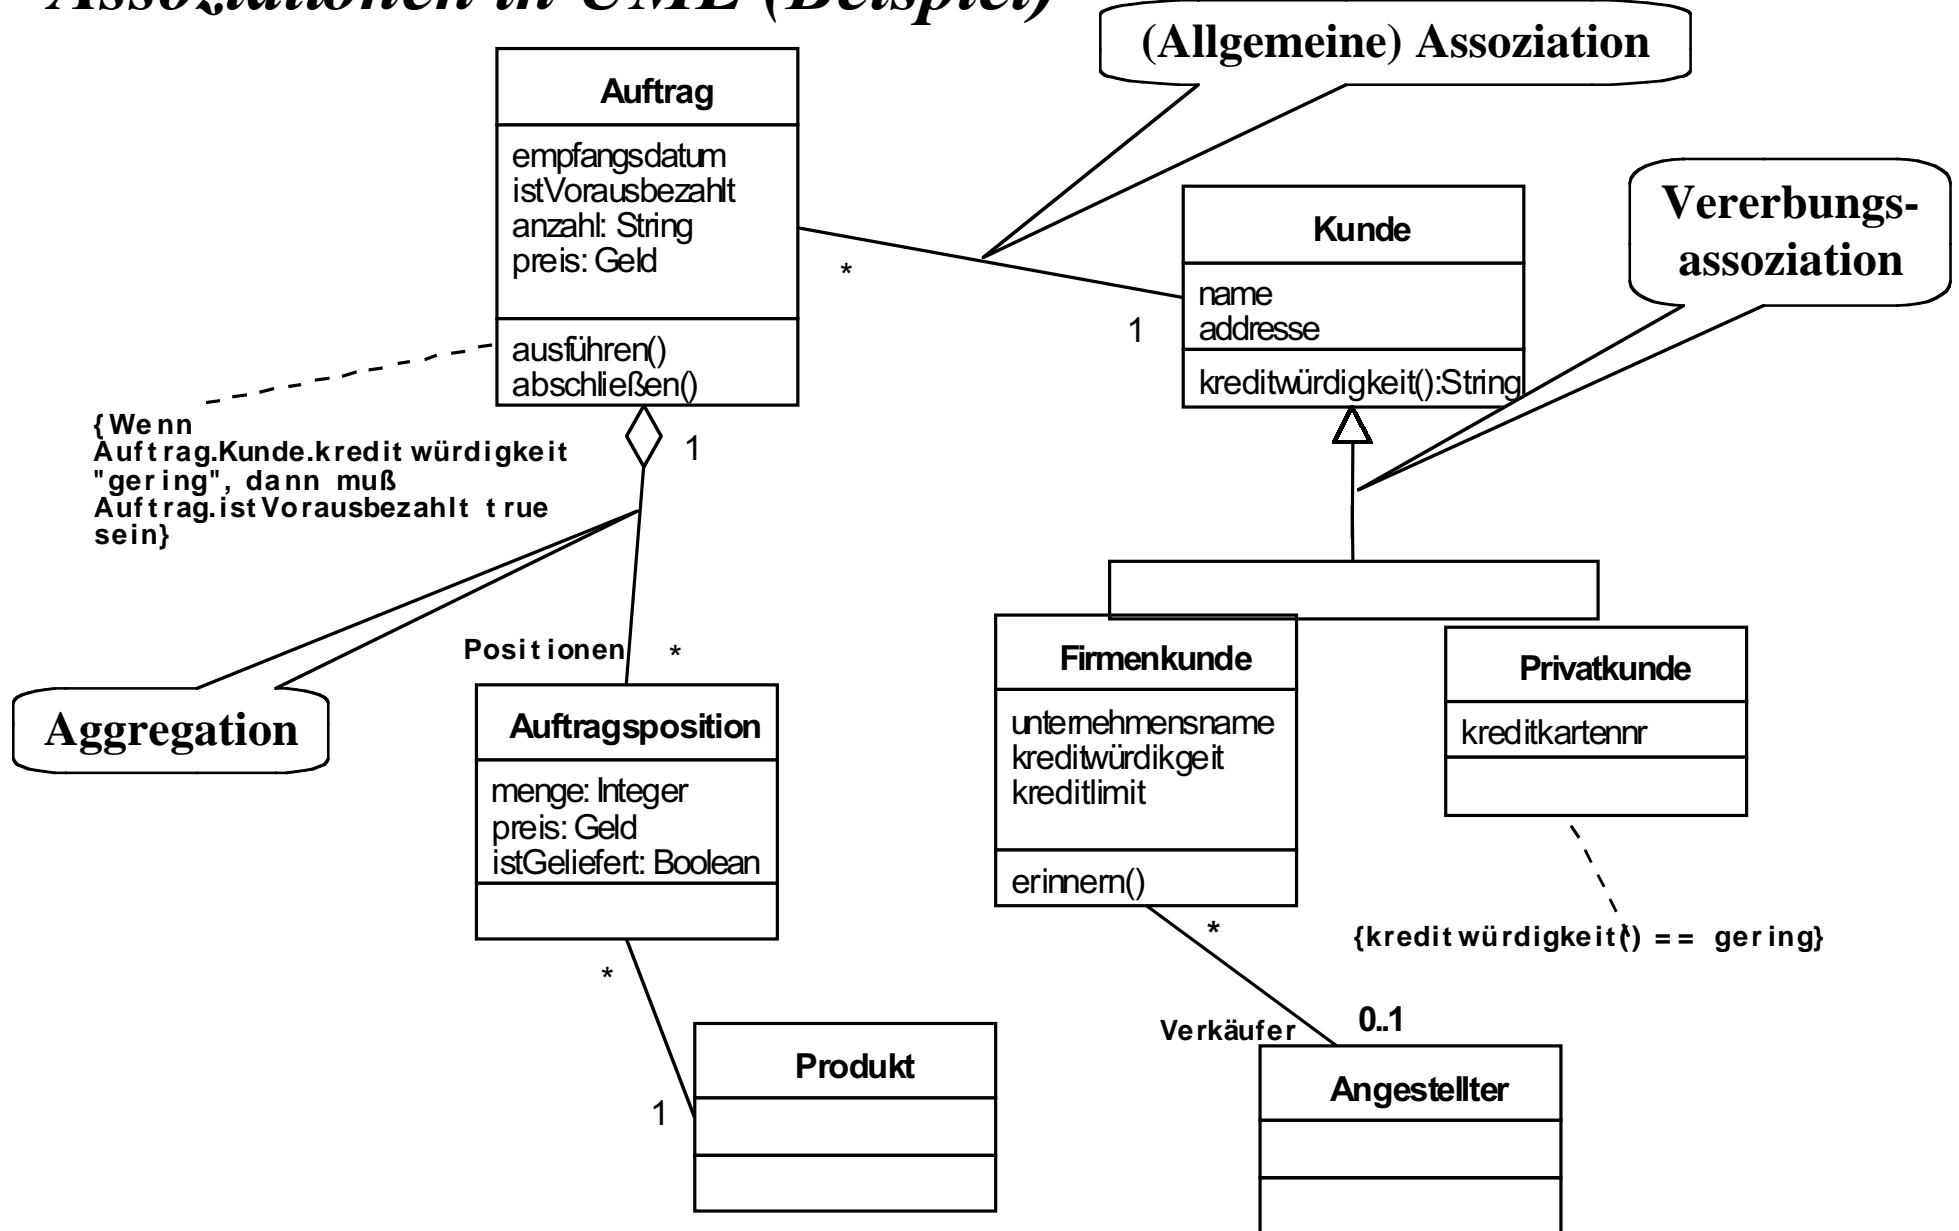 Assoziationen in UML (Beispiel)
(Allgemeine) Assoziation
Auftrag
empfangsdatum
istVorausbezahlt
anzahl: String
preis: Geld
ausführen()
abschließen()
*
1
Kunde
name
addresse
kreditwürdigkeit():String
Vererbungs-
assoziation
{Wenn
Auftrag.Kunde.kreditwürdigkeit
"gering", dann muß
Auftrag.istVorausbezahlt true
sein}
1
Positionen
*
Aggregation
Auftragsposition
menge: Integer
preis: Geld
istGeliefert: Boolean
Firmenkunde
unternehmensname
kreditwürdikgeit
kreditlimit
erinnern()
Privatkunde
kreditkartennr
{kreditwürdigkeit() == gering}
*
1
Produkt
*
Verkäufer
0..1
Angestellter